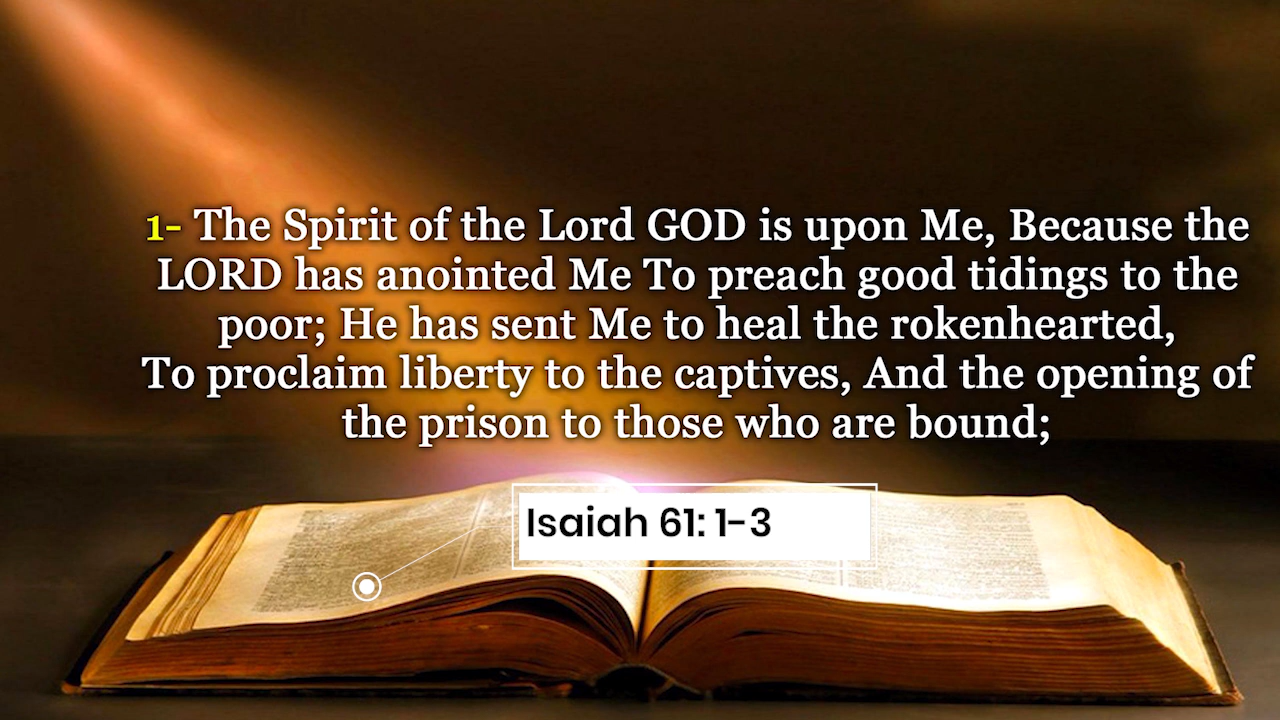 1- The Spirit of the Lord GOD is upon Me, Because the
LORD has anointed Me To preach good tidings to the
poor; He has sent Me to heal the rokenhearted,
To proclaim liberty to the captives, And the opening of
the prison to those who are bound;
Isaiah 61: 1-3